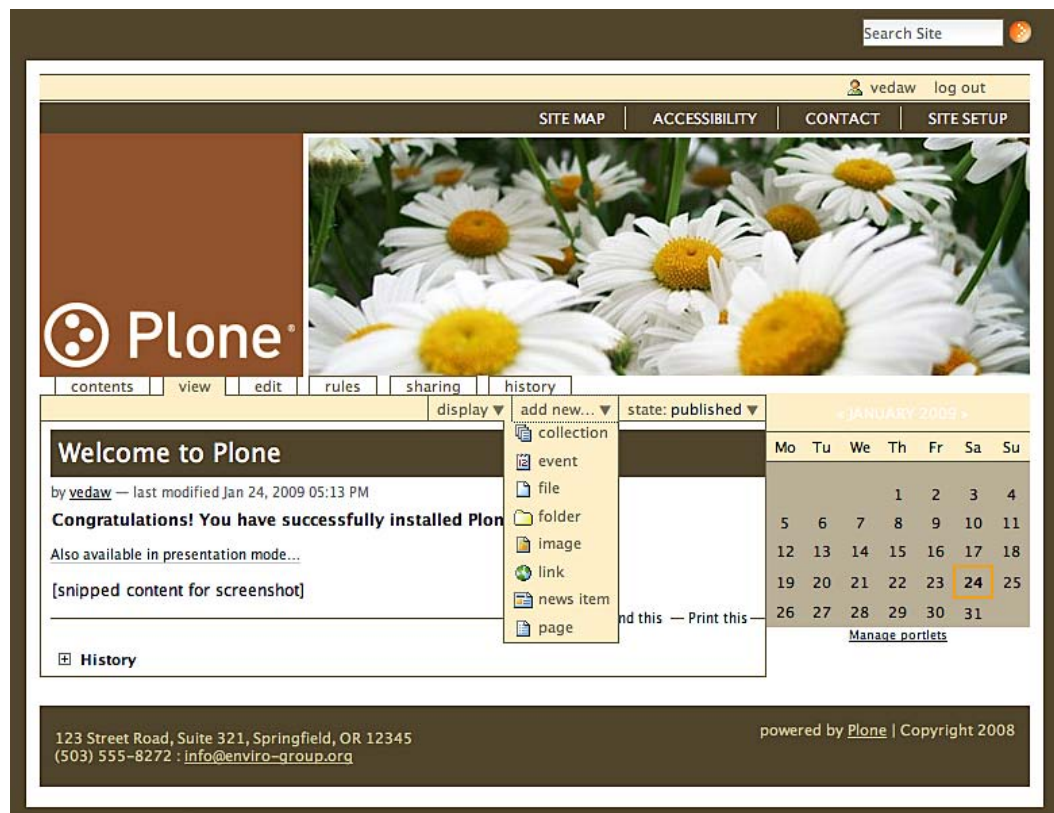 Search Site
vedaw log out
SITE MAP ACCESSIBILITY CONTACT SITE SETUP
Plone®
contents view edit rules sharing history
display ▼ add new... ▼ state: published ▼
« JANUARY 2009 »
Welcome to Plone
by vedaw — last modified Jan 24, 2009 05:13 PM
Congratulations! You have successfully installed Plon
Also available in presentation mode...
[snipped content for screenshot]
nd this — Print this —
History
collection
event
file
folder
image
link
news item
page
Mo Tu We Th Fr Sa Su
1 2 3 4
5 6 7 8 9 10 11
12 13 14 15 16 17 18
19 20 21 22 23 24 25
26 27 28 29 30 31
Manage portlets
123 Street Road, Suite 321, Springfield, OR 12345
(503) 555-8272 : info@enviro-group.org
powered by Plone | Copyright 2008